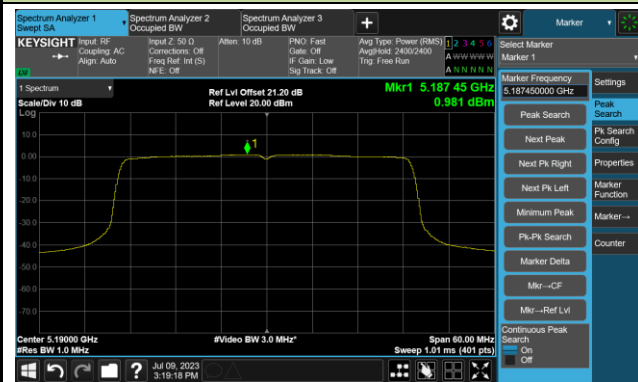 Spectrum Analyzer 1
Swept SA
Spectrum Analyzer 2
Occupied BW
Spectrum Analyzer 3
Occupied BW
+
Marker
KEYSIGHT
Input: RF
Coupling: AC
Align: Auto
Input Z: 50 Ω
Corrections: Off
Freq Ref: Int (S)
NFE: Off
Atten: 10 dB
PNO: Fast
Gate: Off
IF Gain: Low
Sig Track: Off
Avg Type: Power (RMS)
Avg|Hold: 2400/2400
Trig: Free Run
1 2 3 4 5 6
A W W W W W
A N N N N N
LVI
Select Marker
Marker 1
1 Spectrum
Scale/Div 10 dB
Log
Ref Lvl Offset 21.20 dB
Ref Level 20.00 dBm
Mkr1 5.187 45 GHz
0.981 dBm
1
10.0
0.00
-10.0
-20.0
-30.0
-40.0
-50.0
-60.0
-70.0
Center 5.19000 GHz
#Res BW 1.0 MHz
#Video BW 3.0 MHz*
Span 60.00 MHz
Sweep 1.01 ms (401 pts)
Marker Frequency
5.187450000 GHz
Peak Search
Next Peak
Next Pk Right
Next Pk Left
Minimum Peak
Pk-Pk Search
Marker Delta
Mkr→CF
Mkr→Ref Lvl
Continuous Peak
Search
On
Off
Settings
Peak
Search
Pk Search
Config
Properties
Marker
Function
Marker→
Counter
?
Jul 09, 2023
3:19:18 PM